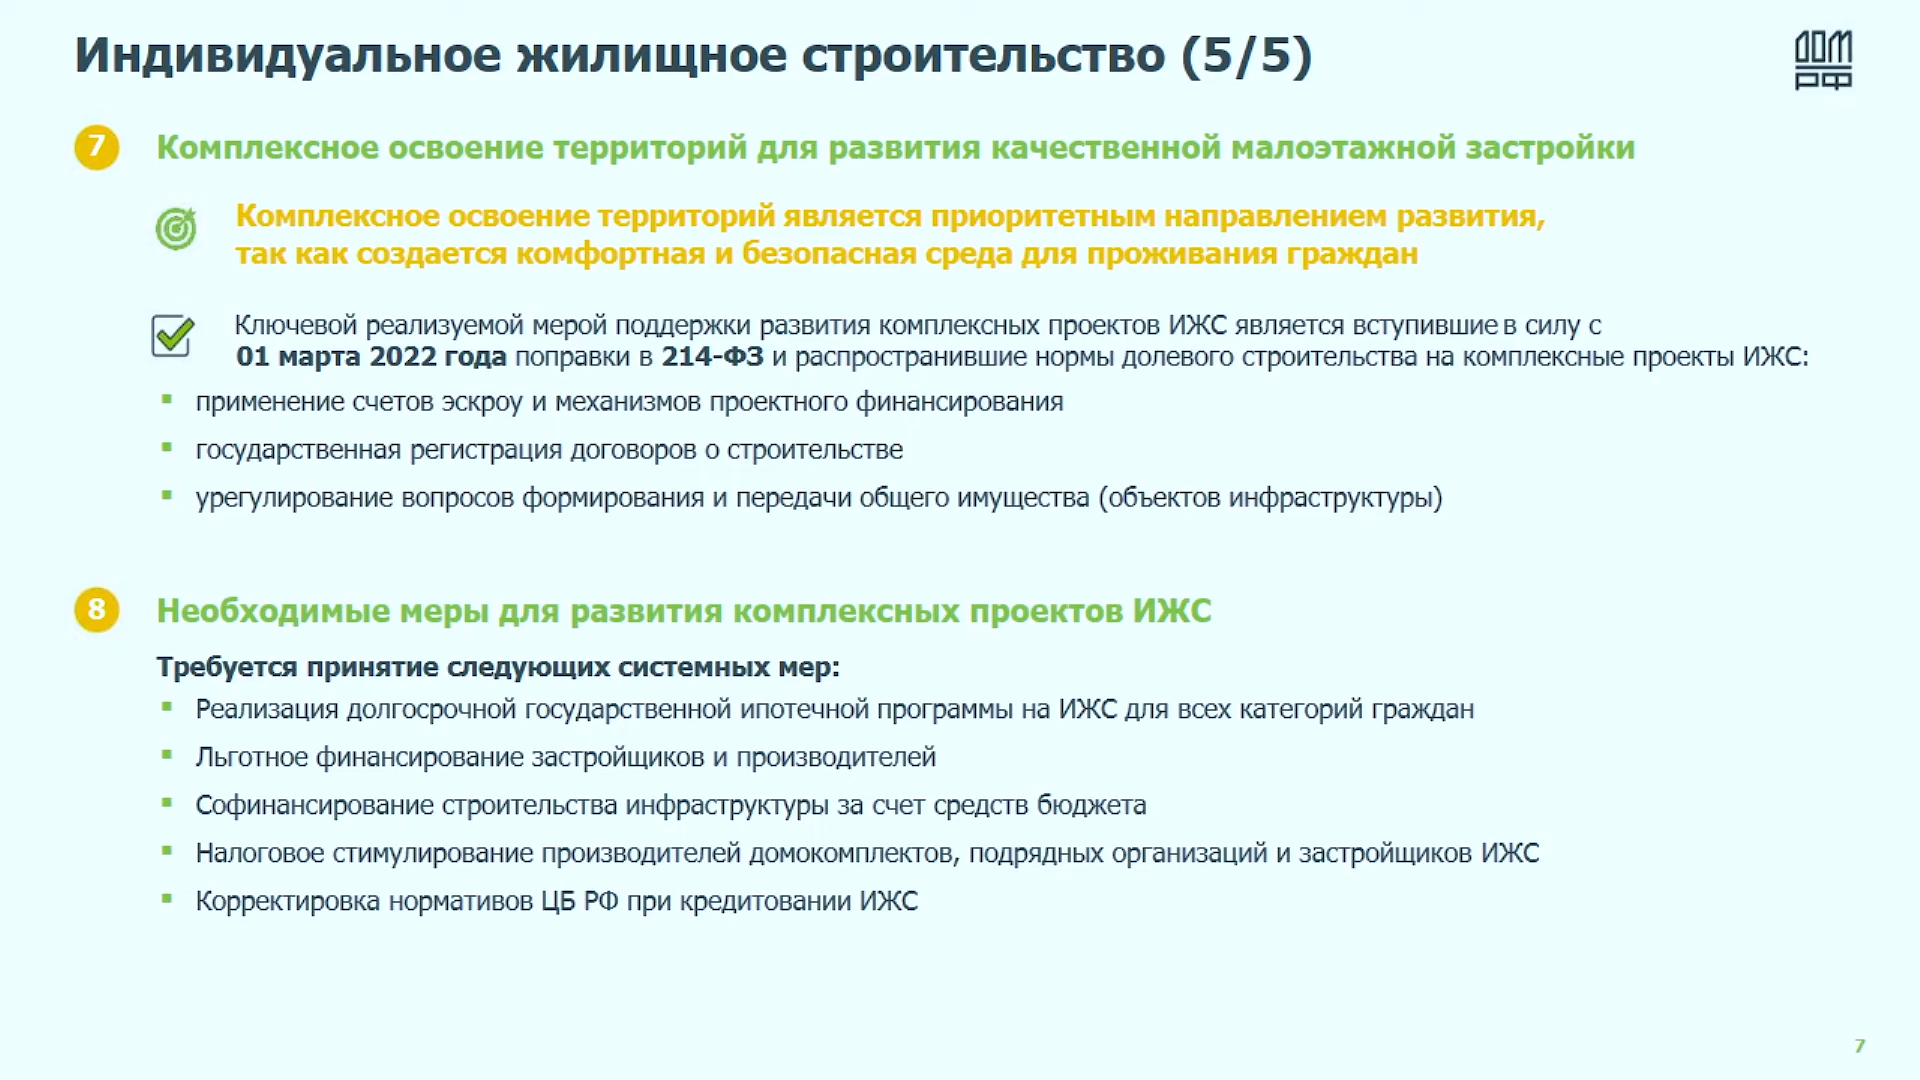 Индивидуальное жилищное строительство (5/5)
ДОМ
РФ
7
Комплексное освоение территорий для развития качественной малоэтажной застройки
Комплексное освоение территорий является приоритетным направлением развития,
так как создается комфортная и безопасная среда для проживания граждан
Ключевой реализуемой мерой поддержки развития комплексных проектов ИЖС является вступившие в силу с
01 марта 2022 года поправки в 214-ФЗ и распространившие нормы долевого строительства на комплексные проекты ИЖС:
применение счетов эскроу и механизмов проектного финансирования
государственная регистрация договоров о строительстве
урегулирование вопросов формирования и передачи общего имущества (объектов инфраструктуры)
8
Необходимые меры для развития комплексных проектов ИЖС
Требуется принятие следующих системных мер:
Реализация долгосрочной государственной ипотечной программы на ИЖС для всех категорий граждан
Льготное финансирование застройщиков и производителей
Софинансирование строительства инфраструктуры за счет средств бюджета
Налоговое стимулирование производителей домокомплектов, подрядных организаций и застройщиков ИЖС
Корректировка нормативов ЦБ РФ при кредитовании ИЖС
7